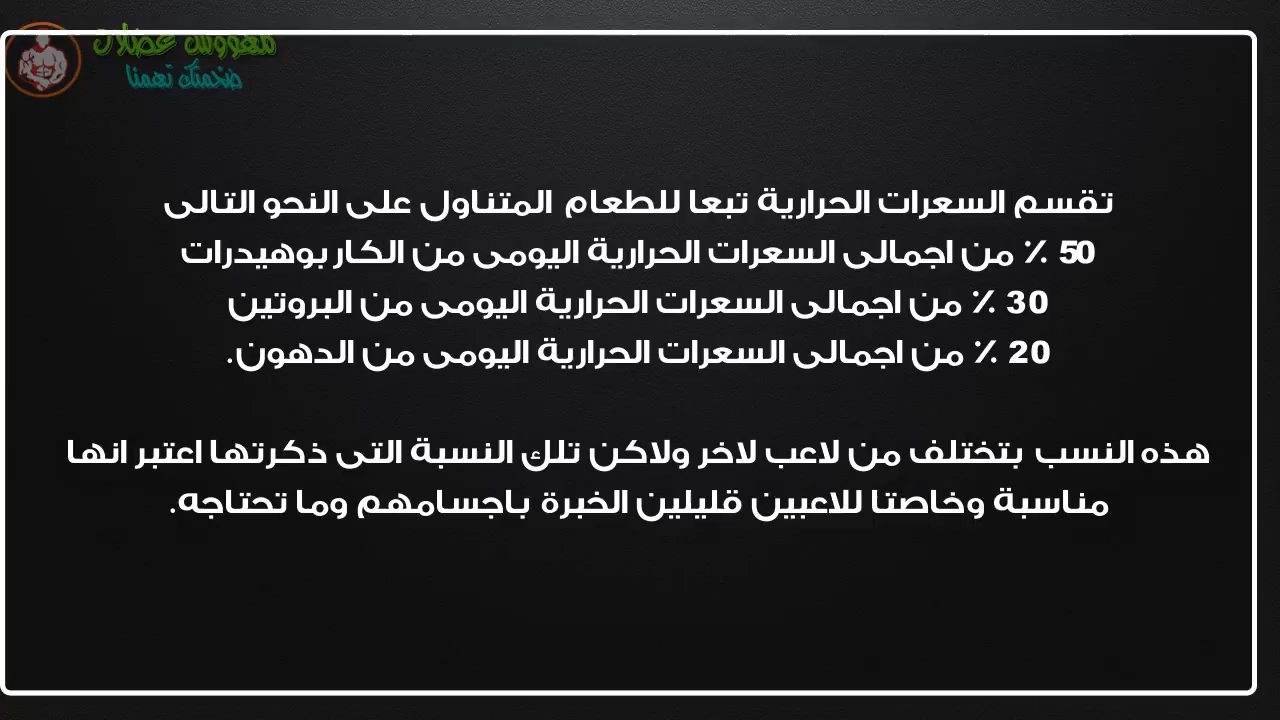 مهووس عضلات
ضخمتك تهمنا
تقسم السعرات الحرارية تبعا للطعام المتناول على النحو التالى
50 ٪ من اجمالى السعرات الحرارية اليومى من الكاربوهيدرات
30 ٪ من اجمالى السعرات الحرارية اليومى من البروتين
20 ٪ من اجمالى السعرات الحرارية اليومى من الدهون.
هذه النسب بتختلف من لاعب لاخر ولاكن تلك النسبة التى ذكرتها اعتبر انها
مناسبة وخاصتا للاعبين قليلين الخبرة باجسامهم وما تحتاجه.